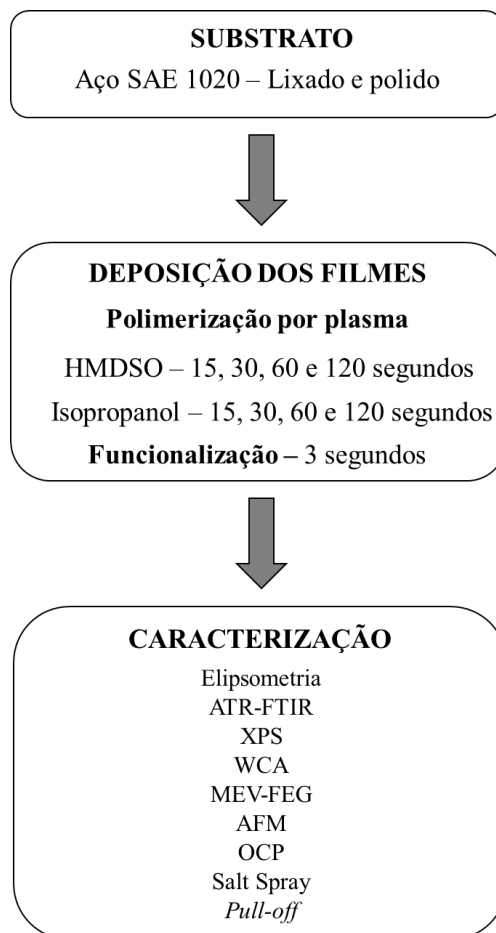 SUBSTRATO
Aço SAE 1020 – Lixado e polido
DEPOSIÇÃO DOS FILMES
Polimerização por plasma
HMDSO – 15, 30, 60 e 120 segundos
Isopropanol – 15, 30, 60 e 120 segundos
Funcionalização – 3 segundos
CARACTERIZAÇÃO
Elipsometria
ATR-FTIR
XPS
WCA
MEV-FEG
AFM
OCP
Salt Spray
Pull-off